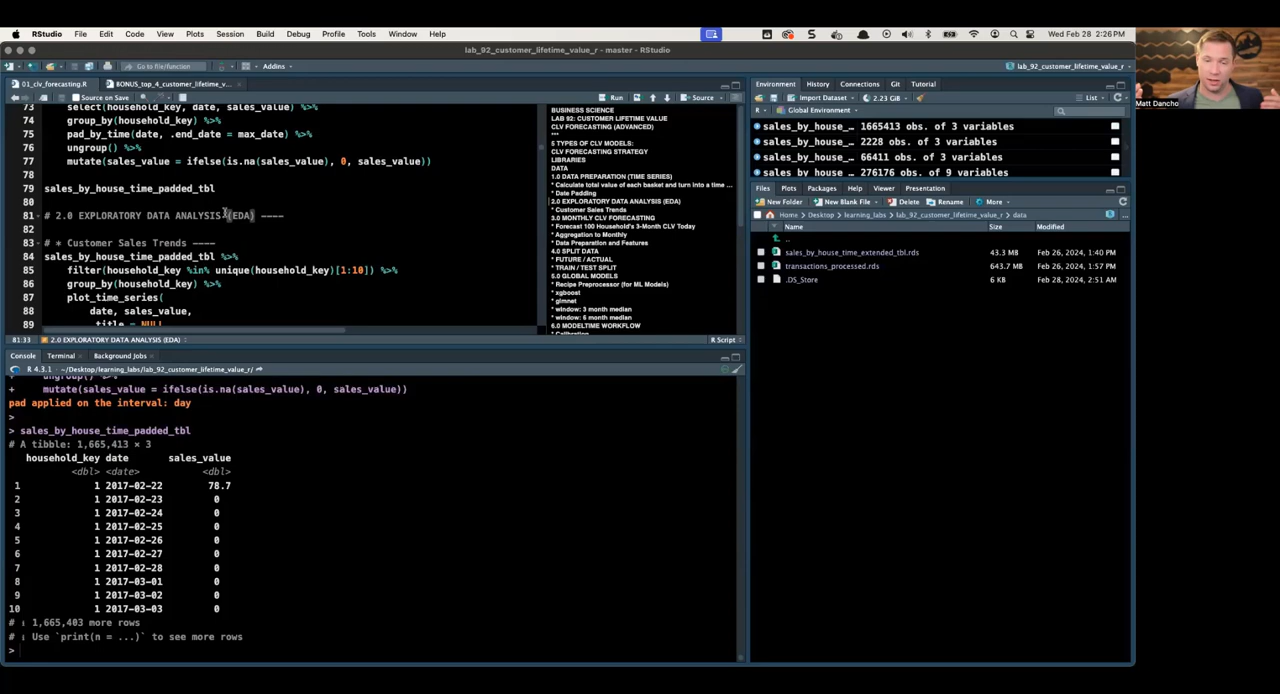 RStudio File Edit Code View Plots Session Build Debug Profile Tools Window Help Wed Feb 28 2:26 PM
lab_92_customer_lifetime_value_r - master - RStudio
Go to file/function Addins lab_92_customer_lifetime_value_r
01_clv_forecasting.R BONUS_top_4_customer_lifetime_v...
Source on Save Run Source
73 select(household_key, date, sales_value) %>%
74 group_by(household_key) %>%
75 pad_by_time(date, .end_date = max_date) %>%
76 ungroup() %>%
77 mutate(sales_value = ifelse(is.na(sales_value), 0, sales_value))
78
79 sales_by_house_time_padded_tbl
80
81 # 2.0 EXPLORATORY DATA ANALYSIS (EDA) ----
82
83 # * Customer Sales Trends ----
84 sales_by_house_time_padded_tbl %>%
85 filter(household_key %in% unique(household_key)[1:10]) %>%
86 group_by(household_key) %>%
87 plot_time_series(
88 date, sales_value,
89 title = NULL
81:33 2.0 EXPLORATORY DATA ANALYSIS (EDA) R Script
BUSINESS SCIENCE
LAB 92: CUSTOMER LIFETIME VALUE
CLV FORECASTING (ADVANCED)
***
5 TYPES OF CLV MODELS:
CLV FORECASTING STRATEGY
LIBRARIES
DATA
1.0 DATA PREPARATION (TIME SERIES)
* Calculate total value of each basket and turn into a time ...
* Date Padding
2.0 EXPLORATORY DATA ANALYSIS (EDA)
* Customer Sales Trends
3.0 MONTHLY CLV FORECASTING
* Forecast 100 Household's 3-Month CLV Today
* Aggregation to Monthly
* Data Preparation and Features
4.0 SPLIT DATA
* FUTURE / ACTUAL
* TRAIN / TEST SPLIT
5.0 GLOBAL MODELS
* Recipe Preprocessor (for ML Models)
* xgboost
* glmnet
* window: 3 month median
* window: 6 month median
6.0 MODELTIME WORKFLOW
* Calibration
Console Terminal Background Jobs
R 4.3.1 · ~/Desktop/learning_labs/lab_92_customer_lifetime_value_r/
+ ungroup() %>%
+ mutate(sales_value = ifelse(is.na(sales_value), 0, sales_value))
pad applied on the interval: day
>
> sales_by_house_time_padded_tbl
# A tibble: 1,665,413 × 3
household_key date sales_value
<dbl> <date> <dbl>
1 1 2017-02-22 78.7
2 1 2017-02-23 0
3 1 2017-02-24 0
4 1 2017-02-25 0
5 1 2017-02-26 0
6 1 2017-02-27 0
7 1 2017-02-28 0
8 1 2017-03-01 0
9 1 2017-03-02 0
10 1 2017-03-03 0
# ℹ 1,665,403 more rows
# ℹ Use `print(n = ...)` to see more rows
>
Environment History Connections Git Tutorial
Import Dataset 2.23 GiB List
R Global Environment
sales_by_house_... 1665413 obs. of 3 variables
sales_by_house_... 2228 obs. of 3 variables
sales_by_house_... 66411 obs. of 3 variables
sales by house ... 276176 obs. of 9 variables
Files Plots Packages Help Viewer Presentation
New Folder New Blank File Delete Rename More
Home Desktop learning_labs lab_92_customer_lifetime_value_r data ...
Name Size Modified
..
sales_by_house_time_extended_tbl.rds 43.3 MB Feb 26, 2024, 1:40 PM
transactions_processed.rds 643.7 MB Feb 26, 2024, 1:57 PM
.DS_Store 6 KB Feb 28, 2024, 2:51 AM
Matt Dancho